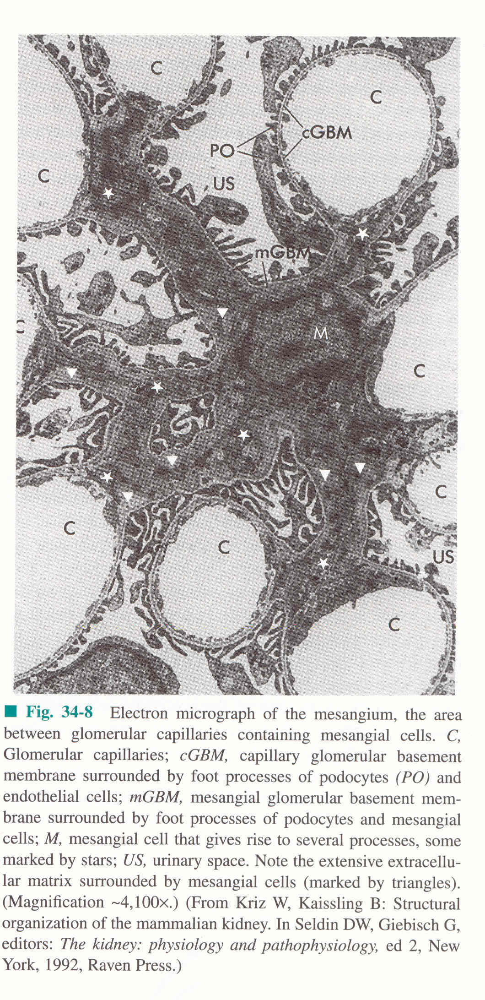 C
C
cGBM
PO
C
US
mGBM
C
M
C
C
C
C
US
C
■ Fig. 34-8 Electron micrograph of the mesangium, the area
between glomerular capillaries containing mesangial cells. C,
Glomerular capillaries; cGBM, capillary glomerular basement
membrane surrounded by foot processes of podocytes (PO) and
endothelial cells; mGBM, mesangial glomerular basement mem-
brane surrounded by foot processes of podocytes and mesangial
cells; M, mesangial cell that gives rise to several processes, some
marked by stars; US, urinary space. Note the extensive extracellu-
lar matrix surrounded by mesangial cells (marked by triangles).
(Magnification ~4,100x.) (From Kriz W, Kaissling B: Structural
organization of the mammalian kidney. In Seldin DW, Giebisch G,
editors: The kidney: physiology and pathophysiology, ed 2, New
York, 1992, Raven Press.)